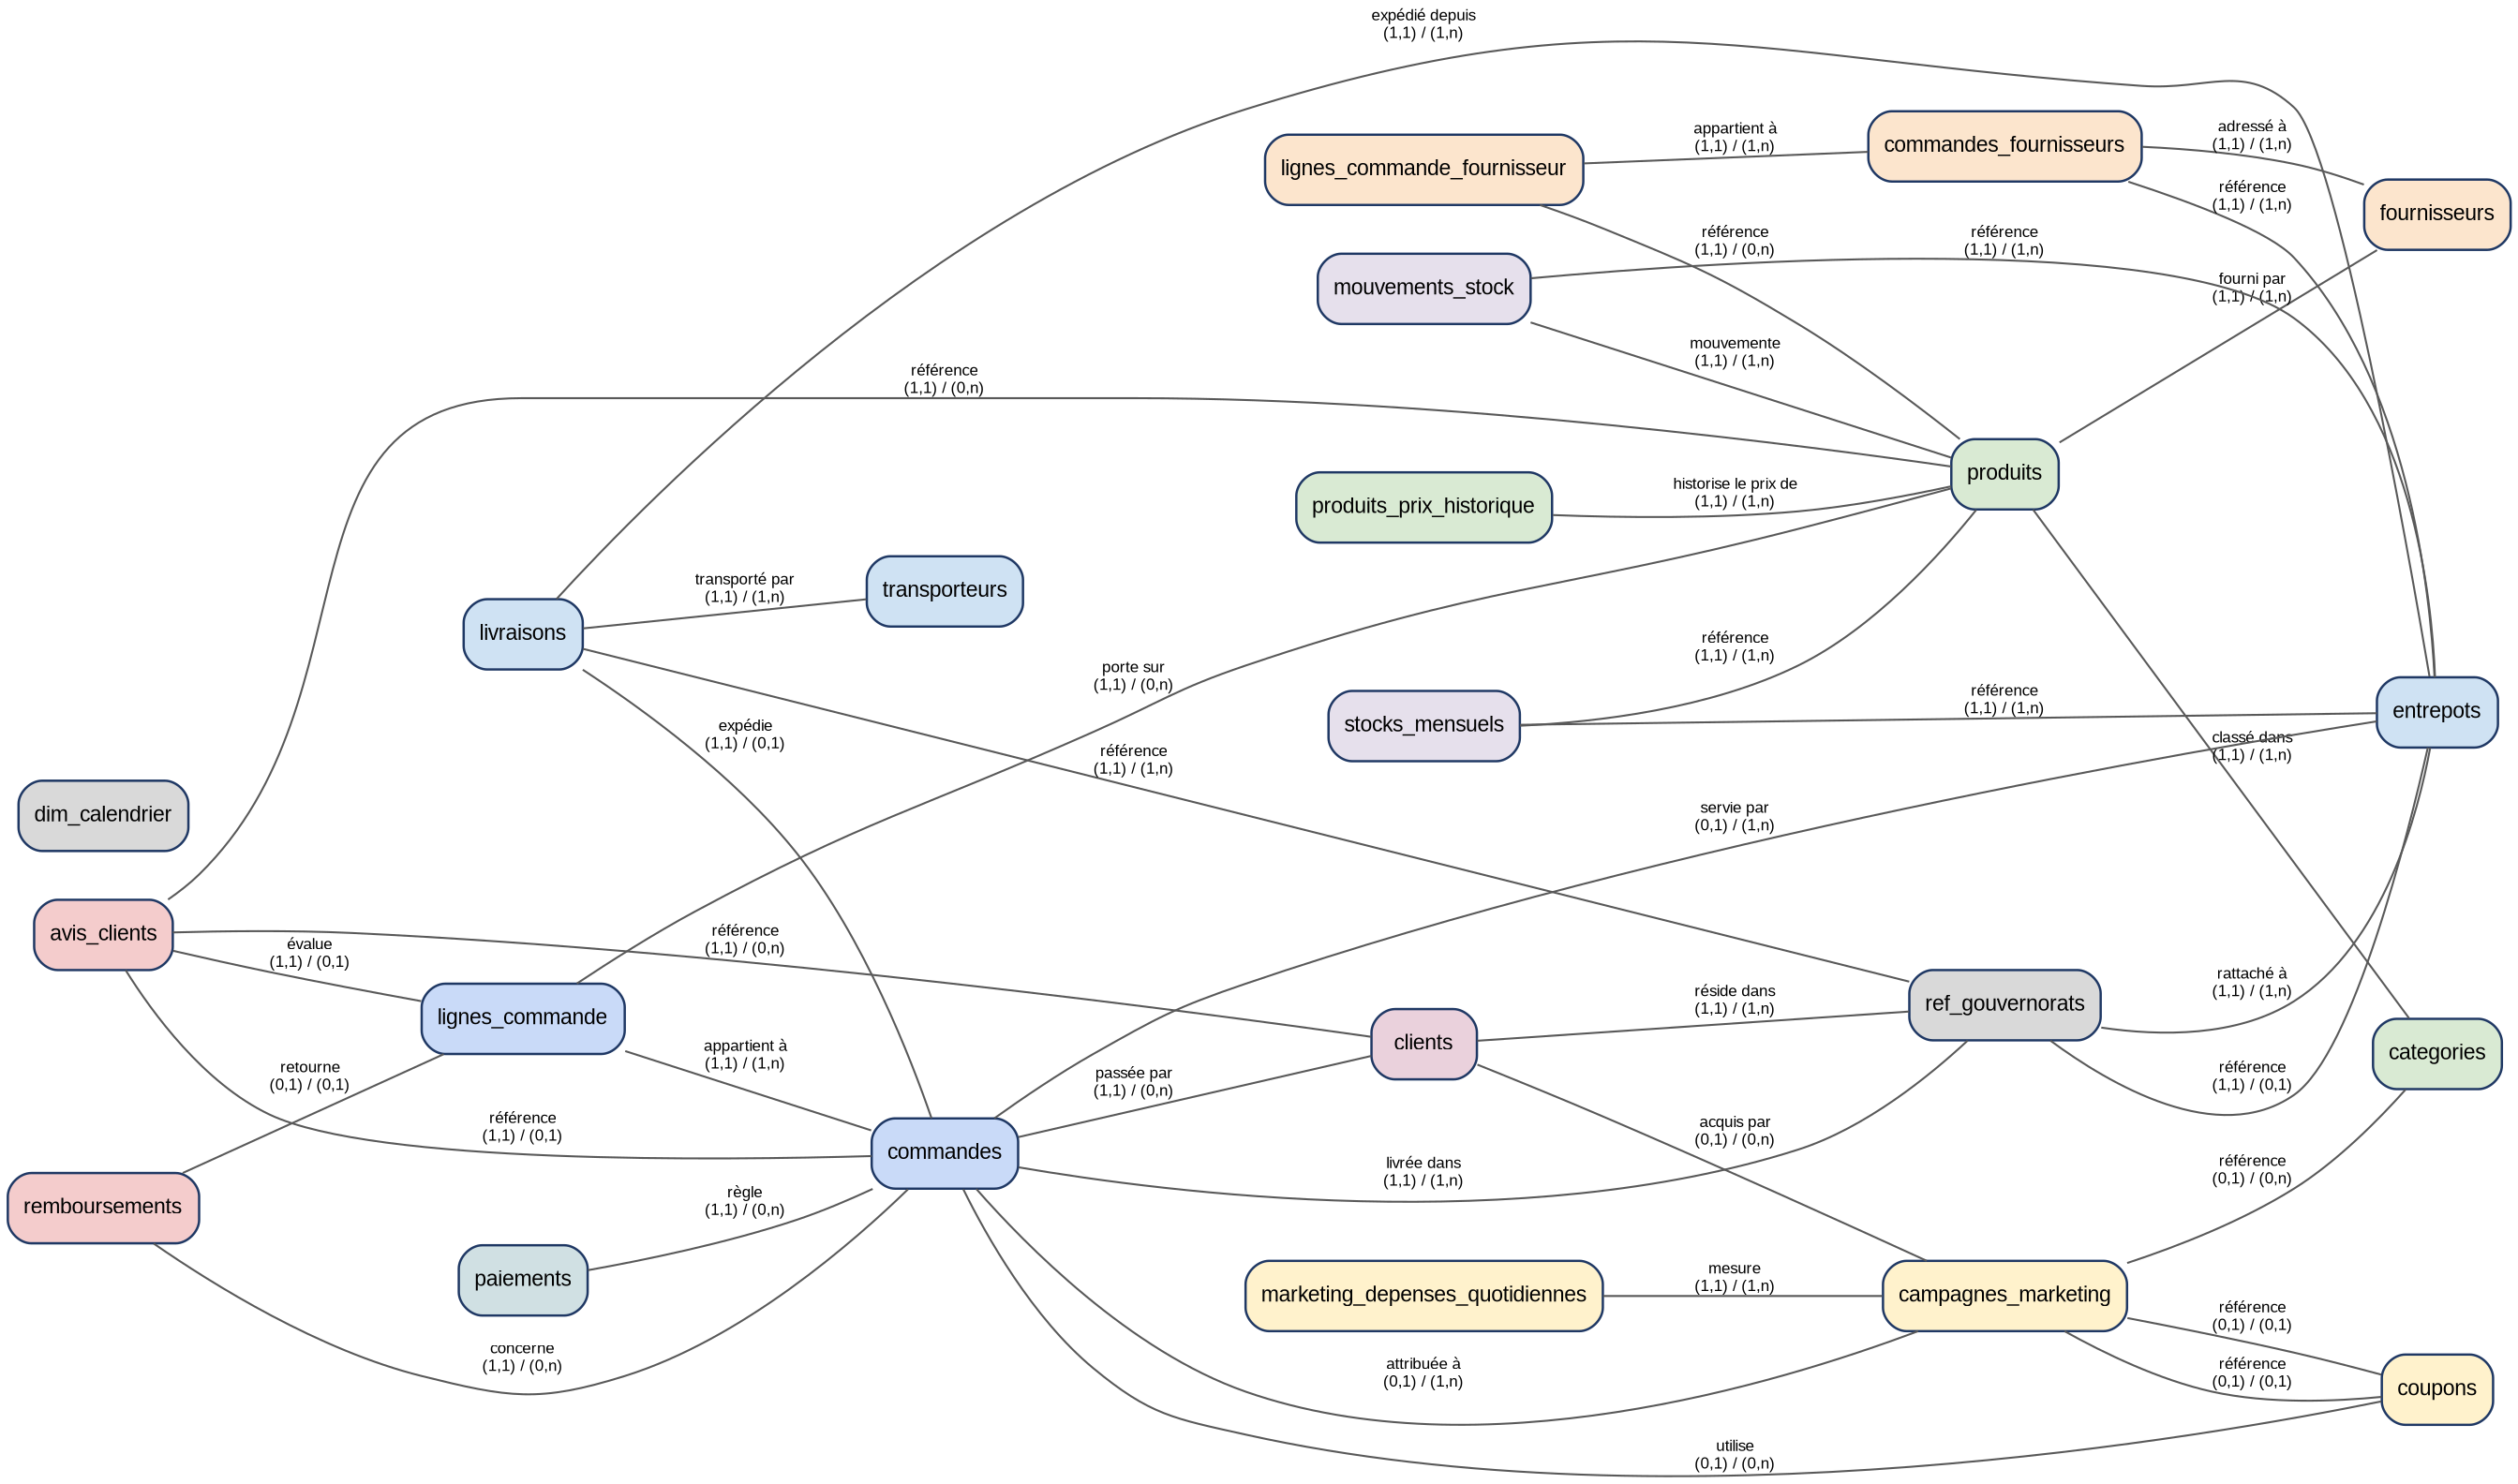 expédié depuis
(1,1) / (1,n)
lignes_commande_fournisseur
appartient à
(1,1) / (1,n)
commandes_fournisseurs
adressé à
(1,1) / (1,n)
fournisseurs
référence
(1,1) / (1,n)
mouvements_stock
référence
(1,1) / (0,n)
référence
(1,1) / (1,n)
fourni par
(1,1) / (1,n)
mouvemente
(1,1) / (1,n)
référence
(1,1) / (0,n)
produits
produits_prix_historique
historise le prix de
(1,1) / (1,n)
livraisons
transporté par
(1,1) / (1,n)
transporteurs
porte sur
(1,1) / (0,n)
référence
(1,1) / (1,n)
stocks_mensuels
référence
(1,1) / (1,n)
entrepots
expédie
(1,1) / (0,1)
référence
(1,1) / (1,n)
classé dans
(1,1) / (1,n)
dim_calendrier
servie par
(0,1) / (1,n)
avis_clients
évalue
(1,1) / (0,1)
référence
(1,1) / (0,n)
lignes_commande
clients
réside dans
(1,1) / (1,n)
ref_gouvernorats
rattaché à
(1,1) / (1,n)
categories
retourne
(0,1) / (0,1)
appartient à
(1,1) / (1,n)
passée par
(1,1) / (0,n)
référence
(1,1) / (0,1)
référence
(1,1) / (0,1)
commandes
acquis par
(0,1) / (0,n)
livrée dans
(1,1) / (1,n)
référence
(0,1) / (0,n)
remboursements
règle
(1,1) / (0,n)
paiements
marketing_depenses_quotidiennes
mesure
(1,1) / (1,n)
campagnes_marketing
référence
(0,1) / (0,1)
concerne
(1,1) / (0,n)
attribuée à
(0,1) / (1,n)
référence
(0,1) / (0,1)
coupons
utilise
(0,1) / (0,n)